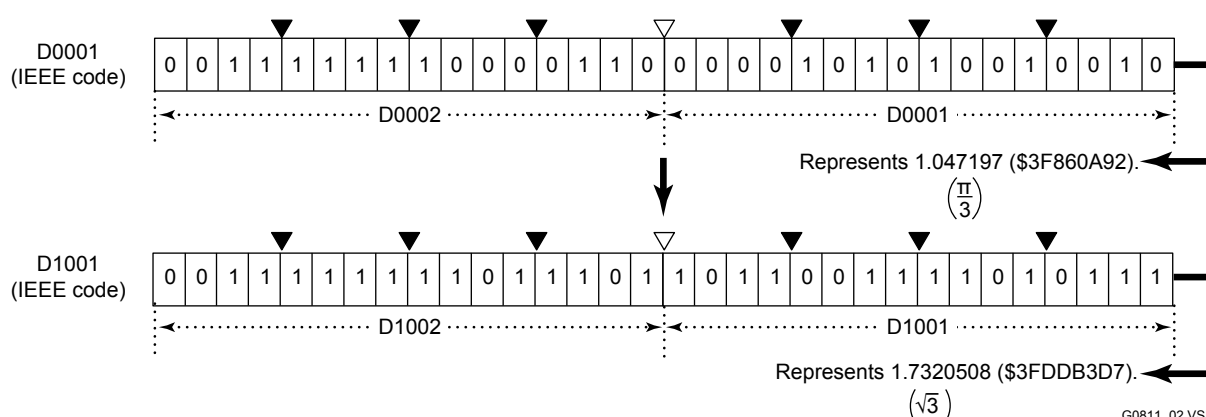 D0001
(IEEE code)
0 0 1 1 1 1 1 1 1 0 0 0 0 1 1 0 0 0 0 0 1 0 1 0 1 0 0 1 0 0 1 0
D0002 D0001
Represents 1.047197 ($3F860A92).
(π/3)
D1001
(IEEE code)
0 0 1 1 1 1 1 1 1 1 0 1 1 1 0 1 1 0 1 1 0 0 1 1 1 1 0 1 0 1 1 1
D1002 D1001
Represents 1.7320508 ($3FDDB3D7).
(√3)
G0811_02.VSD